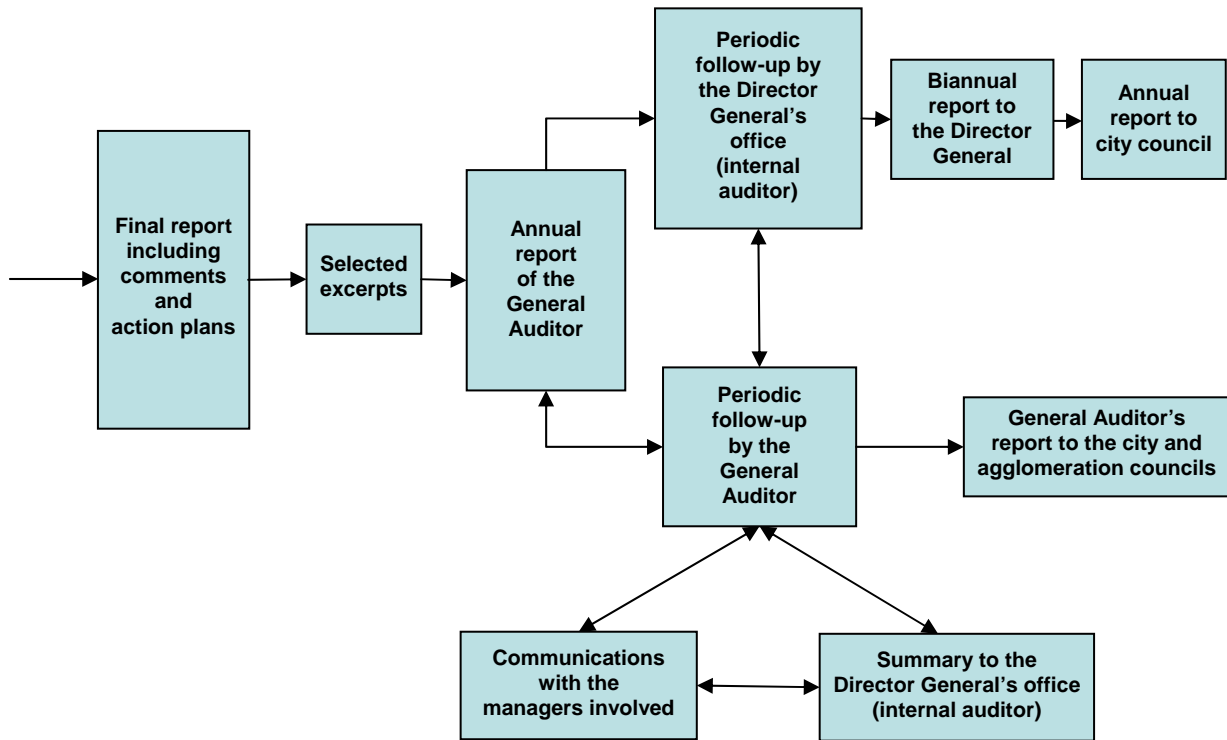 Final report
including
comments
and
action plans
Selected
excerpts
Annual
report
of the
General
Auditor
Periodic
follow-up by
the Director
General’s
office
(internal
auditor)
Biannual
report to
the Director
General
Annual
report to
city council
Periodic
follow-up
by the
General
Auditor
General Auditor’s
report to the city and
agglomeration councils
Communications
with the
managers involved
Summary to the
Director General’s office
(internal auditor)